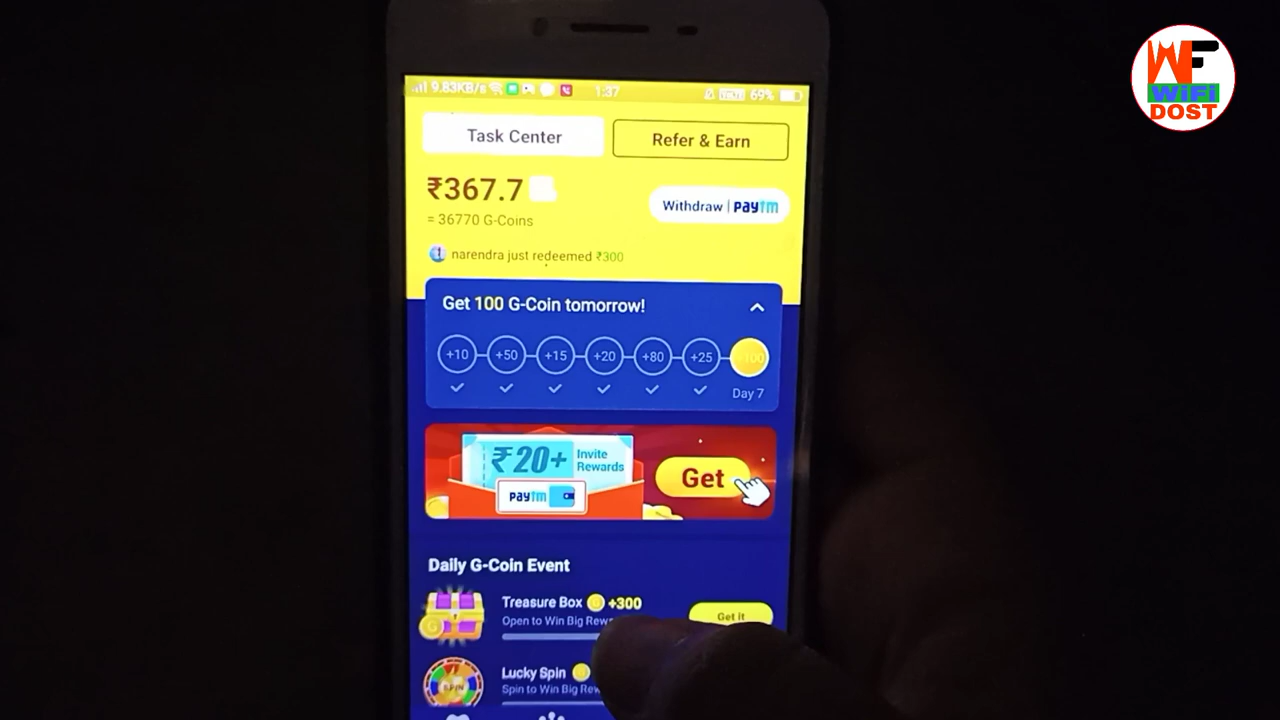 WF
WiFi
DOST
9.83KB/s
1:37
69%
Task Center
Refer & Earn
₹367.7
Withdraw | paytm
= 36770 G-Coins
narendra just redeemed ₹300
Get 100 G-Coin tomorrow!
+10
+50
+15
+20
+80
+25
Day 7
₹20+
Invite
Rewards
paytm
Get
Daily G-Coin Event
Treasure Box
+300
Open to Win Big
Get it
Lucky Spin
SPIN
Spin to Win Big